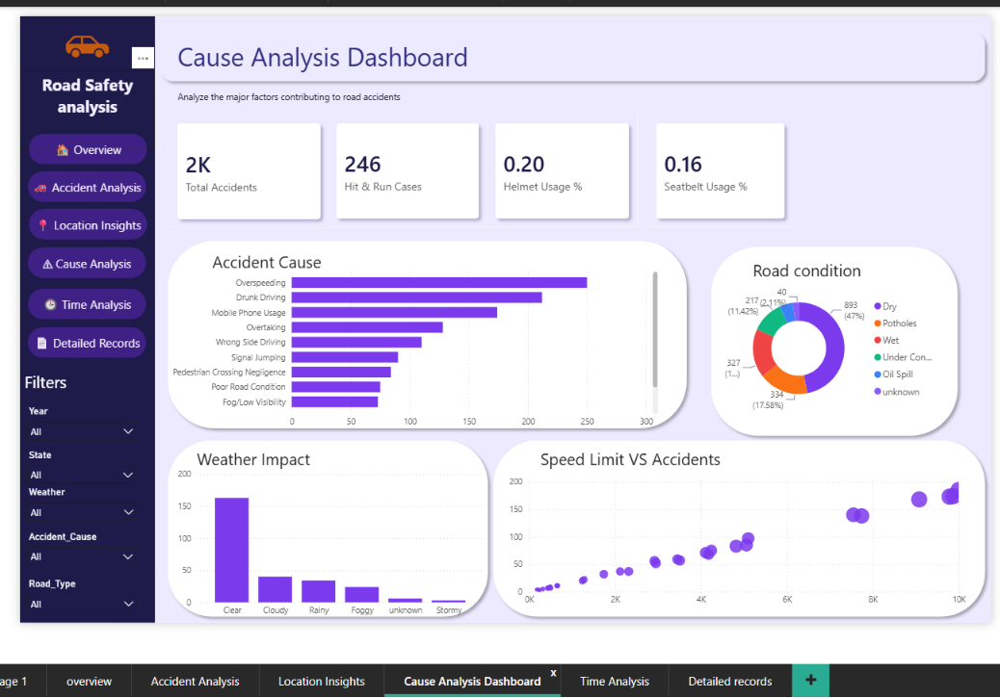 Road Safety
analysis
Overview
Accident Analysis
Location Insights
Cause Analysis
Time Analysis
Detailed Records
Filters
Year
All
State
All
Weather
All
Accident_Cause
All
Road_Type
All
Cause Analysis Dashboard
Analyze the major factors contributing to road accidents
2K
Total Accidents
246
Hit & Run Cases
0.20
Helmet Usage %
0.16
Seatbelt Usage %
Accident Cause
Overspeeding
Drunk Driving
Mobile Phone Usage
Overtaking
Wrong Side Driving
Signal Jumping
Pedestrian Crossing Negligence
Poor Road Condition
Fog/Low Visibility
0 50 100 150 200 250 300
Road condition
40
(2.11%)
217
(11.42%)
893
(47%)
327
(1...)
334
(17.58%)
Dry
Potholes
Wet
Under Con...
Oil Spill
unknown
Weather Impact
200
150
100
50
0
Clear Cloudy Rainy Foggy unknown Stormy
Speed Limit VS Accidents
200
150
100
50
0
0K 2K 4K 6K 8K 10K
age 1 overview Accident Analysis Location Insights Cause Analysis Dashboard x Time Analysis Detailed records +